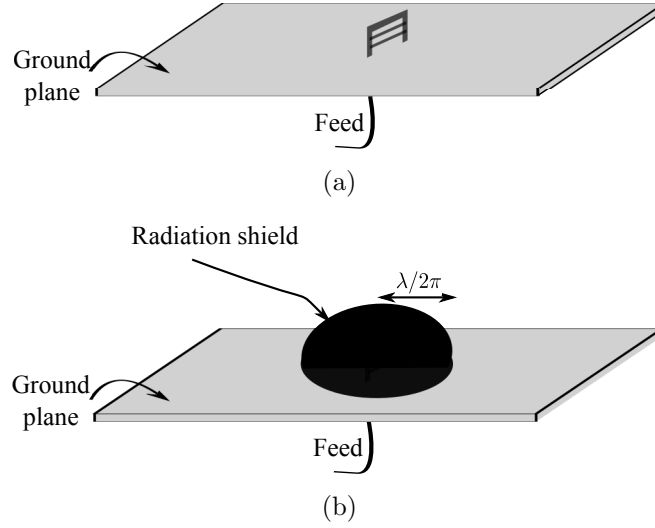 Ground
plane
Feed
(a)
Radiation shield
λ/2π
Ground
plane
Feed
(b)